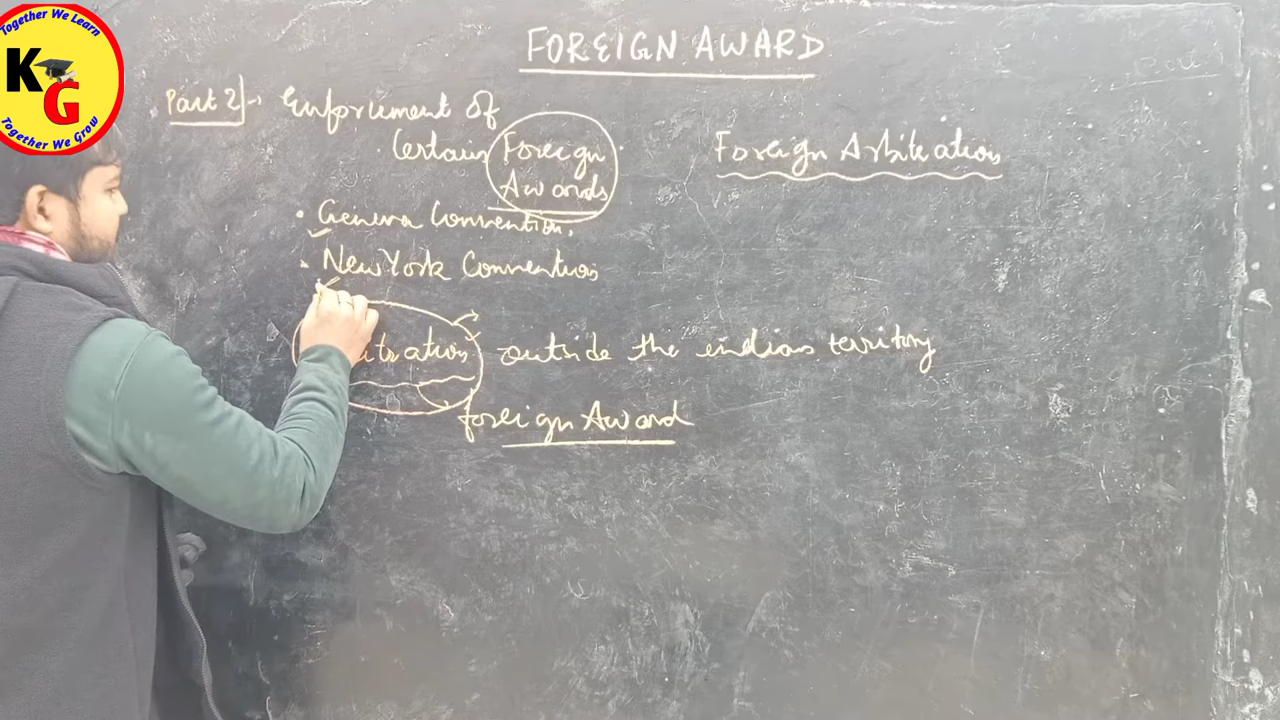 Together We Learn
KG
Together We Grow
FOREIGN AWARD
Part 2 :- Enforcement of
Certain Foreign
Awards
Foreign Arbitration
• Geneva Convention.
• New York Convention
outside the indian territory
foreign Award